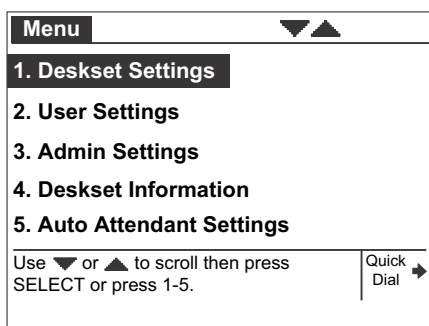 Menu
1. Deskset Settings
2. User Settings
3. Admin Settings
4. Deskset Information
5. Auto Attendant Settings
Use ▼ or ▲ to scroll then press
SELECT or press 1-5.
Quick
Dial